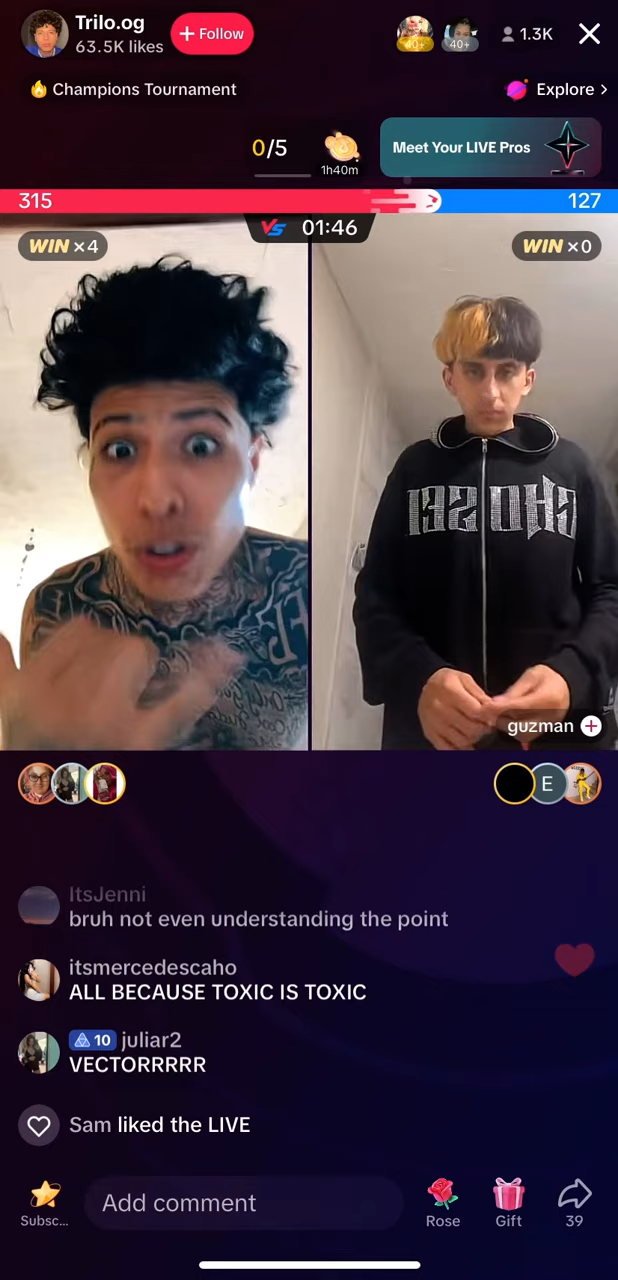 Trilo.og
63.5K likes
+ Follow
40+
40+
1.3K
🔥 Champions Tournament
Explore >
0/5
1h40m
Meet Your LIVE Pros
315
127
VS 01:46
WIN ×4
WIN ×0
guzman
E
ItsJenni
bruh not even understanding the point
itsmercedescaho
ALL BECAUSE TOXIC IS TOXIC
10 juliar2
VECTORRRRR
Sam liked the LIVE
Subsc...
Add comment
Rose
Gift
39